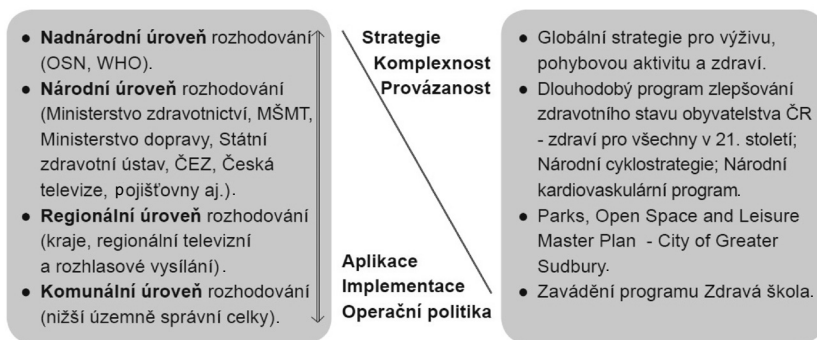 ● Nadnárodní úroveň rozhodování
(OSN, WHO).
● Národní úroveň rozhodování
(Ministerstvo zdravotnictví, MŠMT,
Ministerstvo dopravy, Státní
zdravotní ústav, ČEZ, Česká
televize, pojišťovny aj.).
● Regionální úroveň rozhodování
(kraje, regionální televizní
a rozhlasové vysílání).
● Komunální úroveň rozhodování
(nižší územně správní celky).
Strategie
Komplexnost
Provázanost
Aplikace
Implementace
Operační politika
● Globální strategie pro výživu,
pohybovou aktivitu a zdraví.
● Dlouhodobý program zlepšování
zdravotního stavu obyvatelstva ČR
- zdraví pro všechny v 21. století;
Národní cyklostrategie; Národní
kardiovaskulární program.
● Parks, Open Space and Leisure
Master Plan - City of Greater
Sudbury.
● Zavádění programu Zdravá škola.